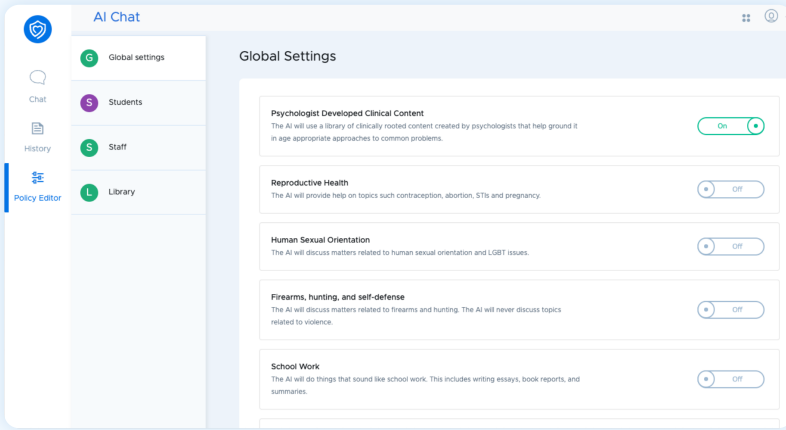 AI Chat
Chat
History
Policy Editor
G Global settings
S Students
S Staff
L Library
Global Settings
Psychologist Developed Clinical Content
The AI will use a library of clinically rooted content created by psychologists that help ground it
in age appropriate approaches to common problems.
On
Reproductive Health
The AI will provide help on topics such contraception, abortion, STIs and pregnancy.
Off
Human Sexual Orientation
The AI will discuss matters related to human sexual orientation and LGBT issues.
Off
Firearms, hunting, and self-defense
The AI will discuss matters related to firearms and hunting. The AI will never discuss topics
related to violence.
Off
School Work
The AI will do things that sound like school work. This includes writing essays, book reports, and
summaries.
Off